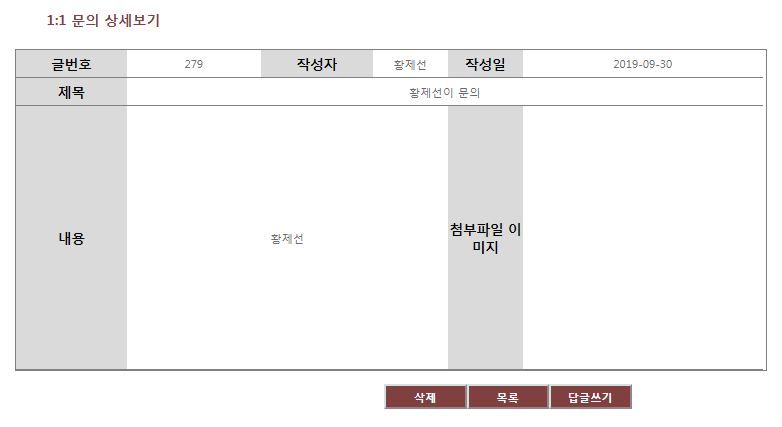 1:1 문의 상세보기
글번호 279 작성자 황제선 작성일 2019-09-30
제목 황제선이 문의
내용 황제선 첨부파일 이
미지
삭제 목록 답글쓰기